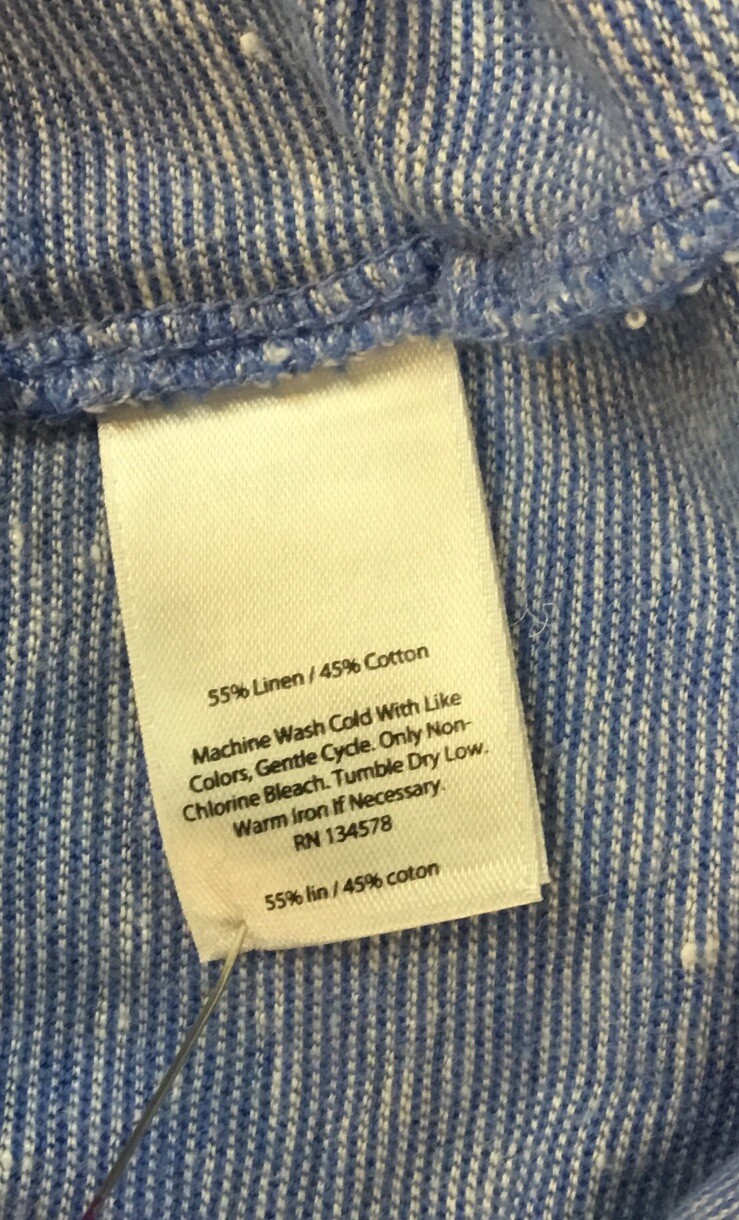 55% Linen / 45% Cotton
Machine Wash Cold With Like
Colors, Gentle Cycle. Only Non-
Chlorine Bleach. Tumble Dry Low.
Warm Iron If Necessary.
RN 134578
55% lin / 45% coton